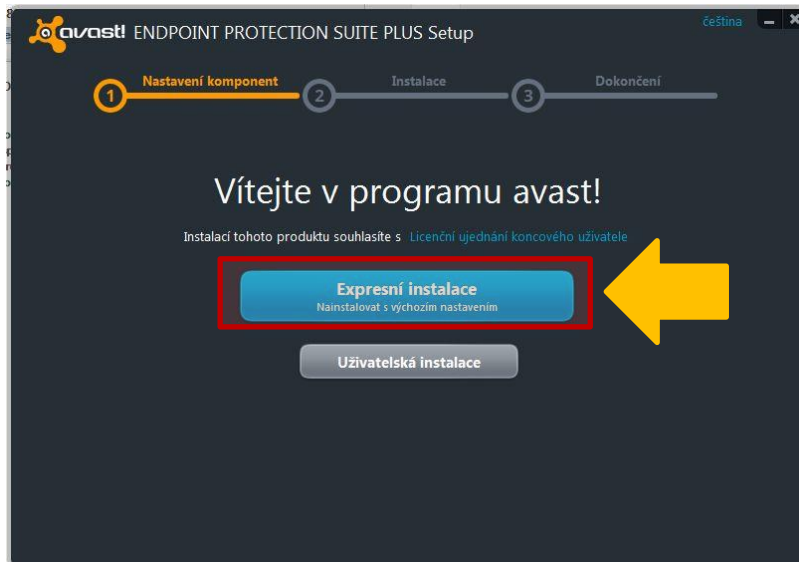 avast! ENDPOINT PROTECTION SUITE PLUS Setup
čeština
1 Nastavení komponent
2 Instalace
3 Dokončení
Vítejte v programu avast!
Instalací tohoto produktu souhlasíte s Licenční ujednání koncového uživatele
Expresní instalace
Nainstalovat s výchozím nastavením
Uživatelská instalace